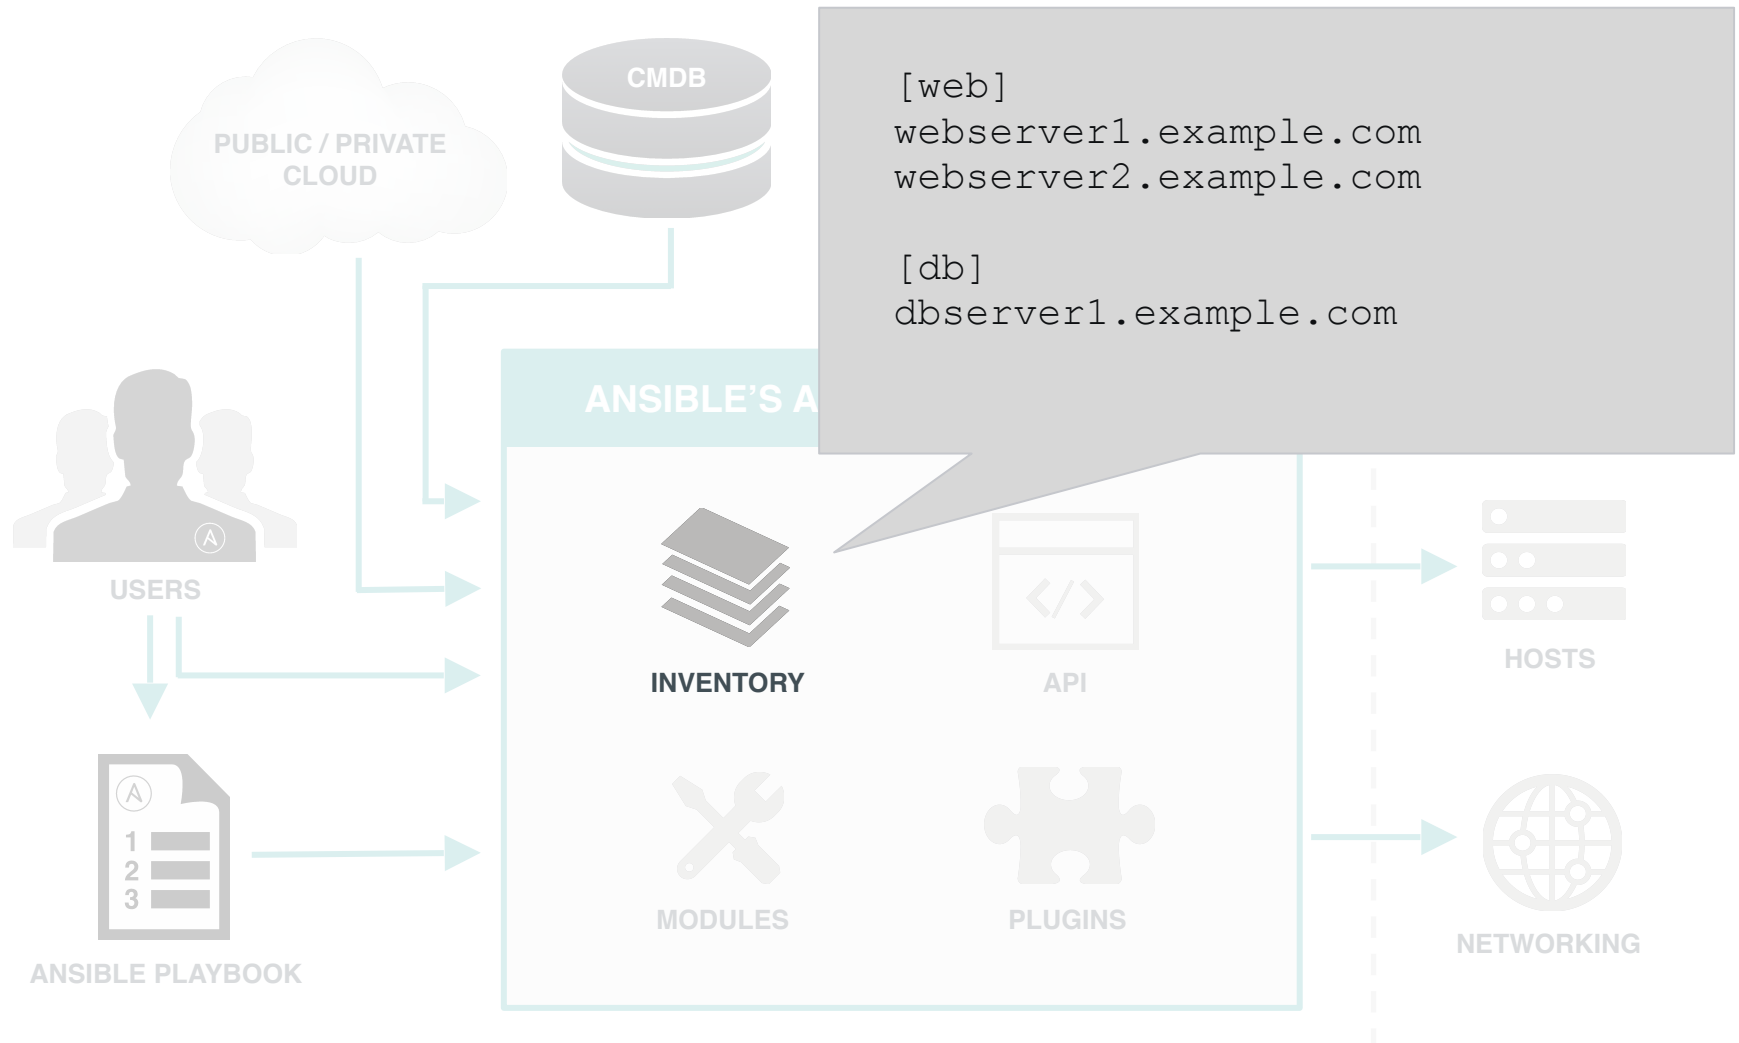 PUBLIC / PRIVATE
CLOUD
CMDB
[web]
webserver1.example.com
webserver2.example.com
[db]
dbserver1.example.com
ANSIBLE'S A
USERS
INVENTORY
</>
API
HOSTS
1
2
3
ANSIBLE PLAYBOOK
MODULES
PLUGINS
NETWORKING